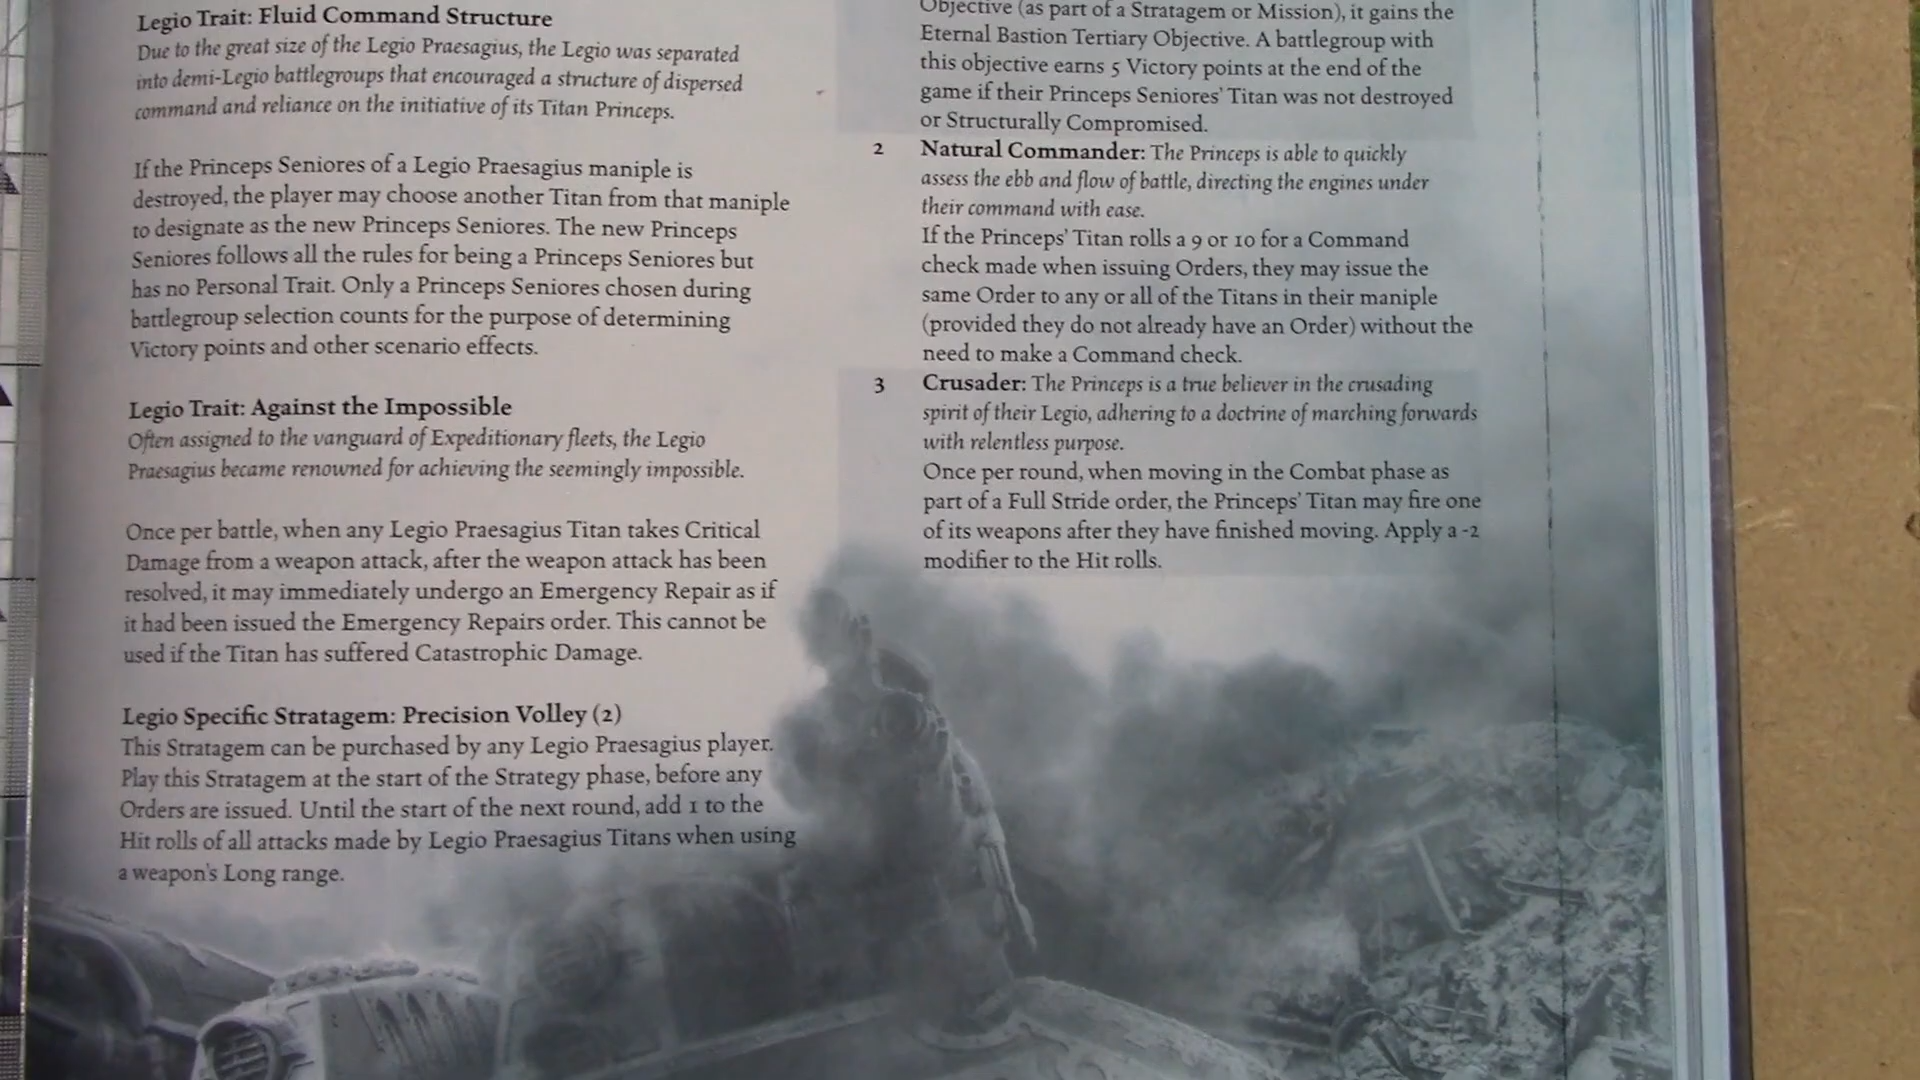 Legio Trait: Fluid Command Structure
Due to the great size of the Legio Praesagius, the Legio was separated
into demi-Legio battlegroups that encouraged a structure of dispersed
command and reliance on the initiative of its Titan Princeps.
If the Princeps Seniores of a Legio Praesagius maniple is
destroyed, the player may choose another Titan from that maniple
to designate as the new Princeps Seniores. The new Princeps
Seniores follows all the rules for being a Princeps Seniores but
has no Personal Trait. Only a Princeps Seniores chosen during
battlegroup selection counts for the purpose of determining
Victory points and other scenario effects.
Legio Trait: Against the Impossible
Often assigned to the vanguard of Expeditionary fleets, the Legio
Praesagius became renowned for achieving the seemingly impossible.
Once per battle, when any Legio Praesagius Titan takes Critical
Damage from a weapon attack, after the weapon attack has been
resolved, it may immediately undergo an Emergency Repair as if
it had been issued the Emergency Repairs order. This cannot be
used if the Titan has suffered Catastrophic Damage.
Legio Specific Stratagem: Precision Volley (2)
This Stratagem can be purchased by any Legio Praesagius player.
Play this Stratagem at the start of the Strategy phase, before any
Orders are issued. Until the start of the next round, add 1 to the
Hit rolls of all attacks made by Legio Praesagius Titans when using
a weapon's Long range.
Objective (as part of a Stratagem or Mission), it gains the
Eternal Bastion Tertiary Objective. A battlegroup with
this objective earns 5 Victory points at the end of the
game if their Princeps Seniores' Titan was not destroyed
or Structurally Compromised.
2 Natural Commander: The Princeps is able to quickly
assess the ebb and flow of battle, directing the engines under
their command with ease.
If the Princeps' Titan rolls a 9 or 10 for a Command
check made when issuing Orders, they may issue the
same Order to any or all of the Titans in their maniple
(provided they do not already have an Order) without the
need to make a Command check.
3 Crusader: The Princeps is a true believer in the crusading
spirit of their Legio, adhering to a doctrine of marching forwards
with relentless purpose.
Once per round, when moving in the Combat phase as
part of a Full Stride order, the Princeps' Titan may fire one
of its weapons after they have finished moving. Apply a -2
modifier to the Hit rolls.